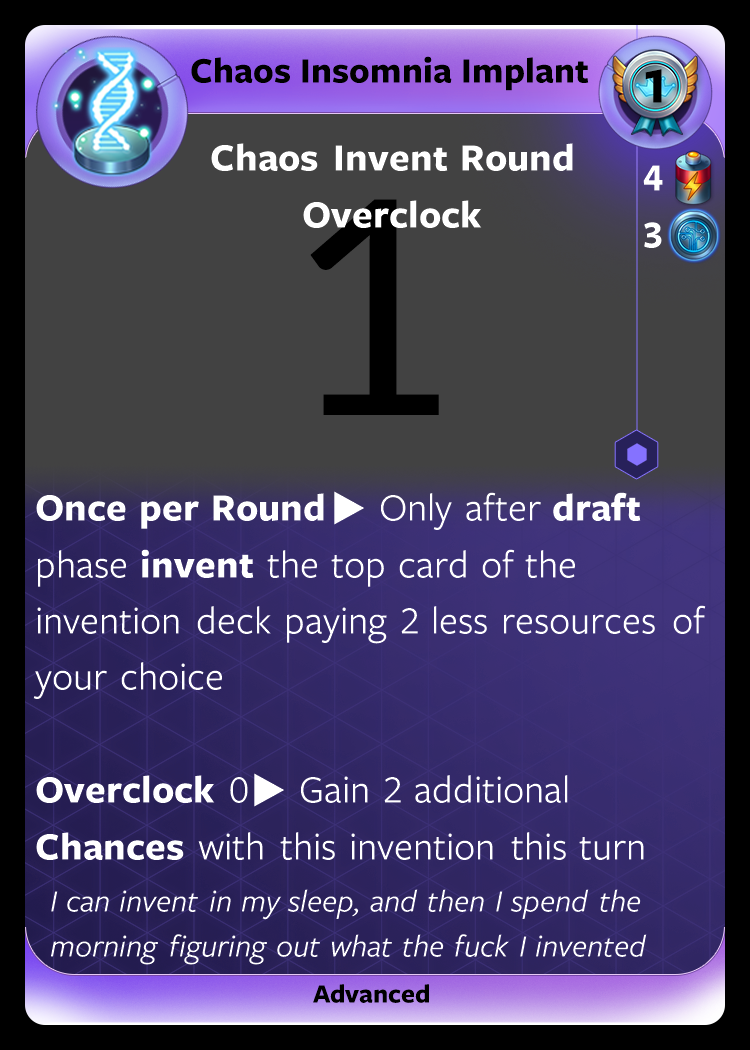 Chaos Insomnia Implant
1
Chaos Invent Round
Overclock
4
3
1
Once per Round▶ Only after draft
phase invent the top card of the
invention deck paying 2 less resources of
your choice
Overclock 0▶ Gain 2 additional
Chances with this invention this turn
I can invent in my sleep, and then I spend the
morning figuring out what the fuck I invented
Advanced